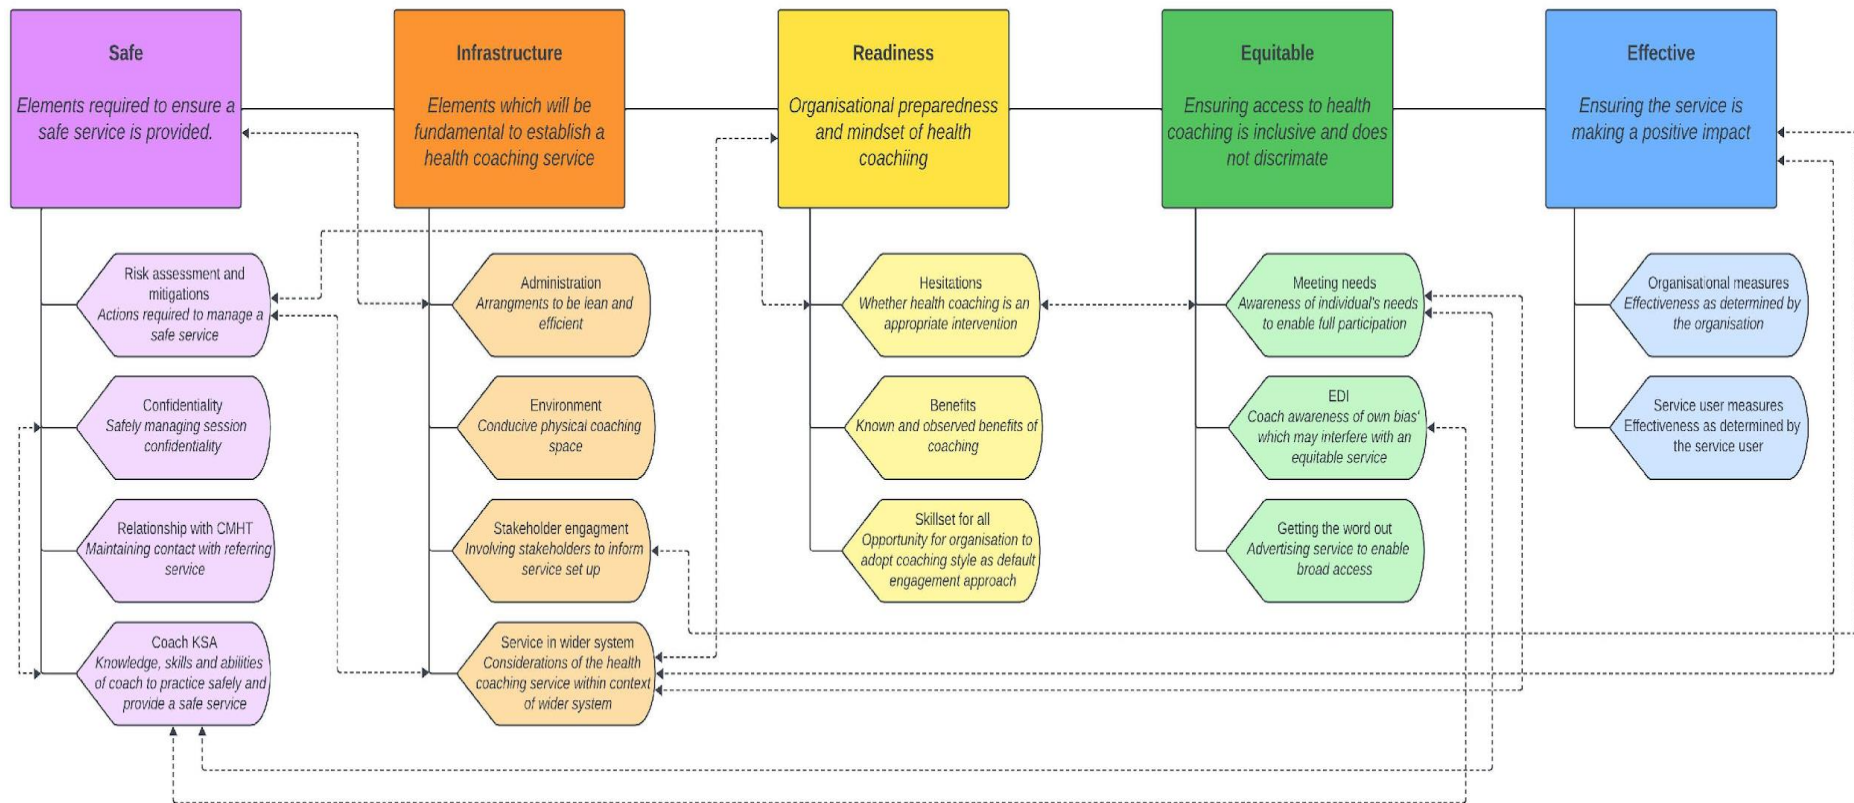 Safe
Elements required to ensure a
safe service is provided.
Infrastructure
Elements which will be
fundamental to establish a
health coaching service
Readiness
Organisational preparedness
and mindset of health
coachiing
Equitable
Ensuring access to health
coaching is inclusive and does
not discrimate
Effective
Ensuring the service is
making a positive impact
Risk assessment and
mitigations
Actions required to manage a
safe service
Confidentiality
Safely managing session
confidentiality
Relationship with CMHT
Maintaining contact with referring
service
Coach KSA
Knowledge, skills and abilities
of coach to practice safely and
provide a safe service
Administration
Arrangments to be lean and
efficient
Environment
Conducive physical coaching
space
Stakeholder engagment
Involving stakeholders to inform
service set up
Service in wider system
Considerations of the health
coaching service within context
of wider system
Hesitations
Whether health coaching is an
appropriate intervention
Benefits
Known and observed benefits of
coaching
Skillset for all
Opportunity for organisation to
adopt coaching style as default
engagement approach
Meeting needs
Awareness of individual's needs
to enable full participation
EDI
Coach awareness of own bias'
which may interfere with an
equitable service
Getting the word out
Advertising service to enable
broad access
Organisational measures
Effectiveness as determined by
the organisation
Service user measures
Effectiveness as determined by
the service user